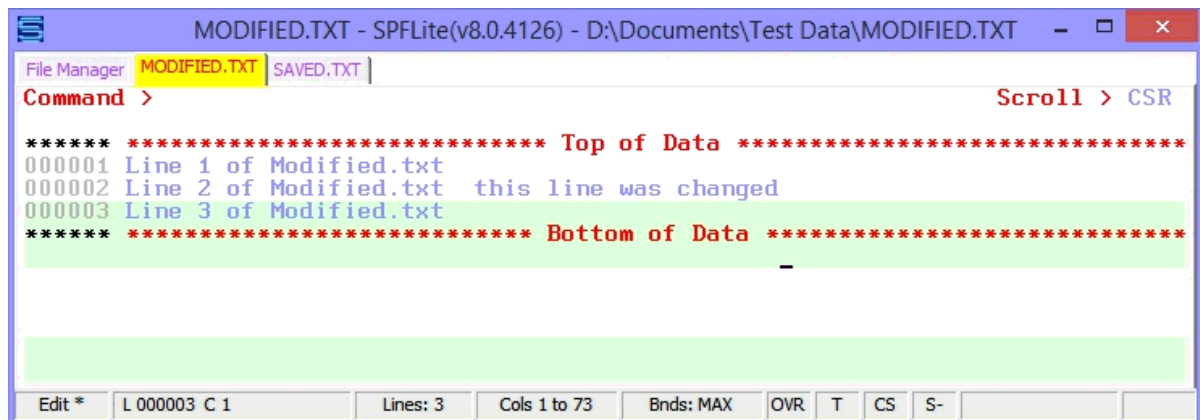 MODIFIED.TXT - SPFLite(v8.0.4126) - D:\Documents\Test Data\MODIFIED.TXT
File Manager MODIFIED.TXT SAVED.TXT
Command > Scroll > CSR
****** ***************************** Top of Data *******************************
000001 Line 1 of Modified.txt
000002 Line 2 of Modified.txt  this line was changed
000003 Line 3 of Modified.txt
****** **************************** Bottom of Data *****************************
Edit * L 000003 C 1 Lines: 3 Cols 1 to 73 Bnds: MAX OVR T CS S-